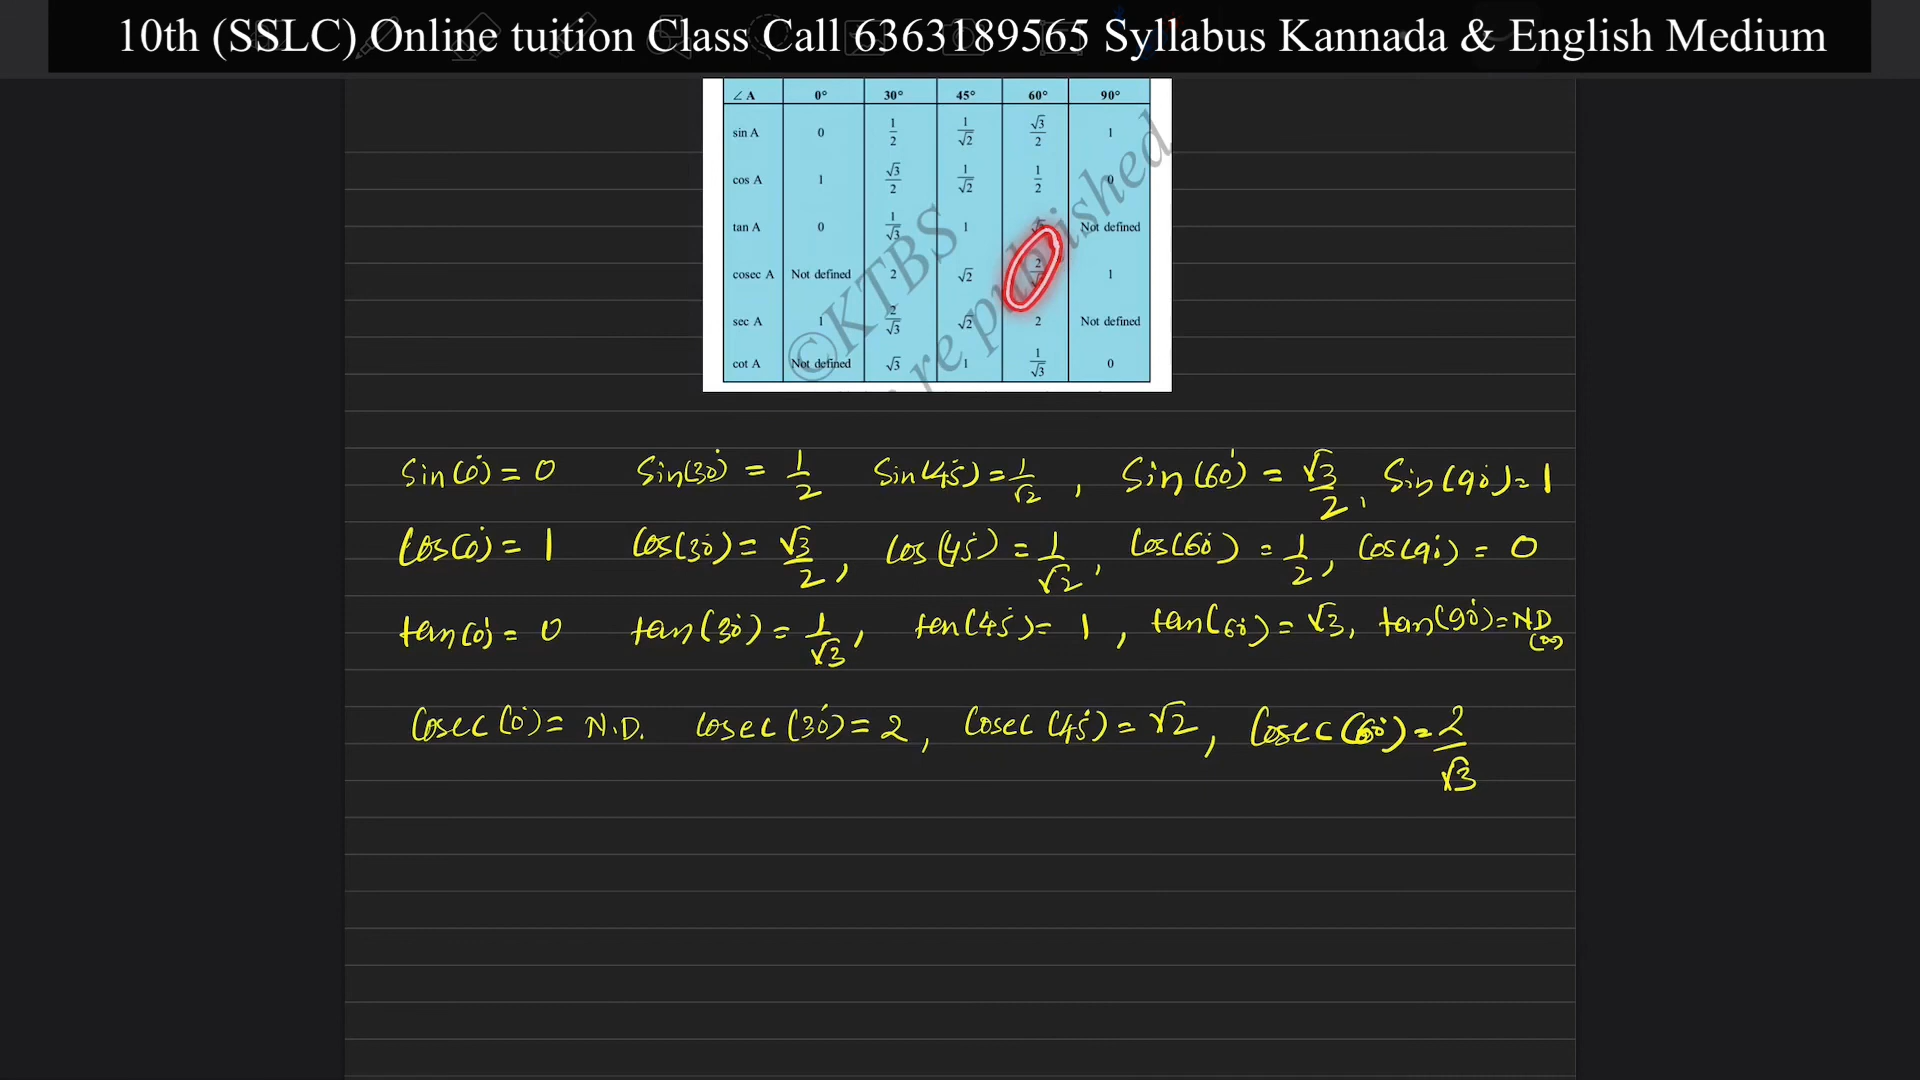 10th (SSLC) Online tuition Class Call 6363189565 Syllabus Kannada & English Medium
∠A 0° 30° 45° 60° 90°
sin A 0 1/2 1/√2 √3/2 1
cos A 1 √3/2 1/√2 1/2 0
tan A 0 1/√3 1 Not defined
cosec A Not defined 2 √2 2/√3 1
sec A 1 2/√3 √2 2 Not defined
cot A Not defined √3 1 1/√3 0
©KTBS
re published
Sin(0°) = 0 Sin(30°) = 1/2 Sin(45°) = 1/√2 , Sin(60°) = √3/2, Sin(90°) = 1
Cos(0°) = 1 Cos(30°) = √3/2, Cos(45°) = 1/√2, Cos(60°) = 1/2, Cos(90°) = 0
tan(0°) = 0 tan(30°) = 1/√3, ten(45°) = 1, tan(60°) = √3, tan(90°) = ND (∞)
Cosec(0°) = N.D. Cosec(30°) = 2, Cosec(45°) = √2, Cosec(60°) = 2/√3